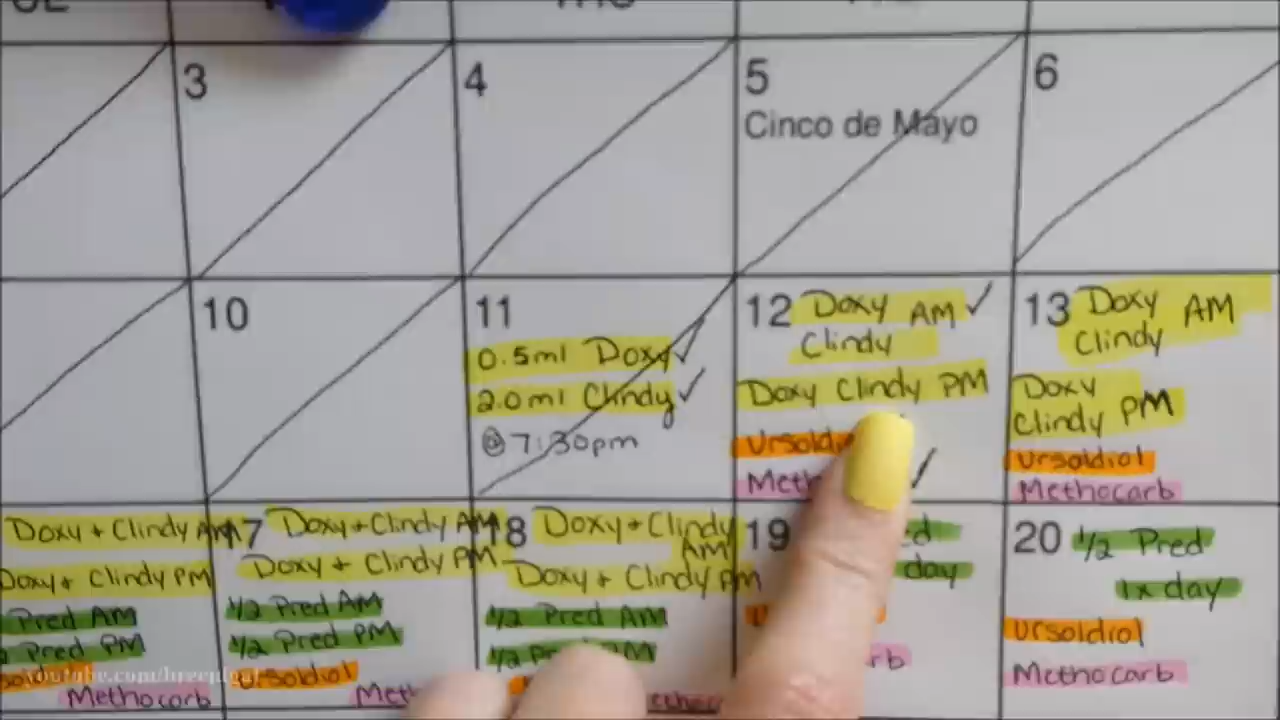 3
4
5
Cinco de Mayo
6
10
11
0.5ml Doxy ✓
2.0ml Clindy ✓
@ 7:30pm
12 Doxy AM ✓
Clindy
Doxy Clindy PM
13 Doxy AM
Clindy
Doxy
Clindy PM
Ursoldiol
Methocarb
Doxy + Clindy AM
Doxy + Clindy PM
Pred AM
Pred PM
Methocarb
Doxy + Clindy AM
Doxy + Clindy PM
1/2 Pred AM
1/2 Pred PM
Ursoldiol
18 Doxy + Clindy
AM
Doxy + Clindy PM
1/2 Pred AM
19
day
20 1/2 Pred
1x day
Ursoldiol
Methocarb